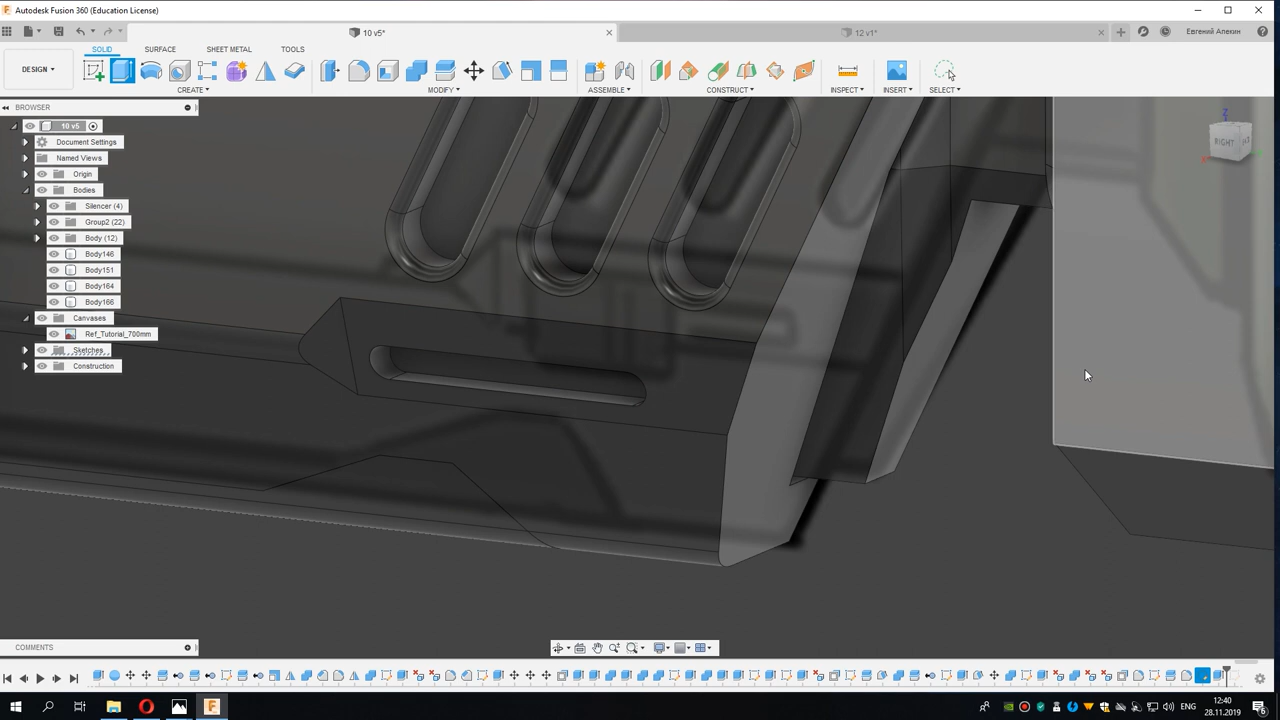 Autodesk Fusion 360 (Education License)
10 v5*
12 v1*
Евгений Апекин
SOLID SURFACE SHEET METAL TOOLS
DESIGN
CREATE MODIFY ASSEMBLE CONSTRUCT INSPECT INSERT SELECT
BROWSER
10 v5
Document Settings
Named Views
Origin
Bodies
Silencer (4)
Group2 (22)
Body (12)
Body146
Body151
Body164
Body166
Canvases
Ref_Tutorial_700mm
Sketches
Construction
Z
RIGHT
COMMENTS
ENG
12:40
28.11.2019
6